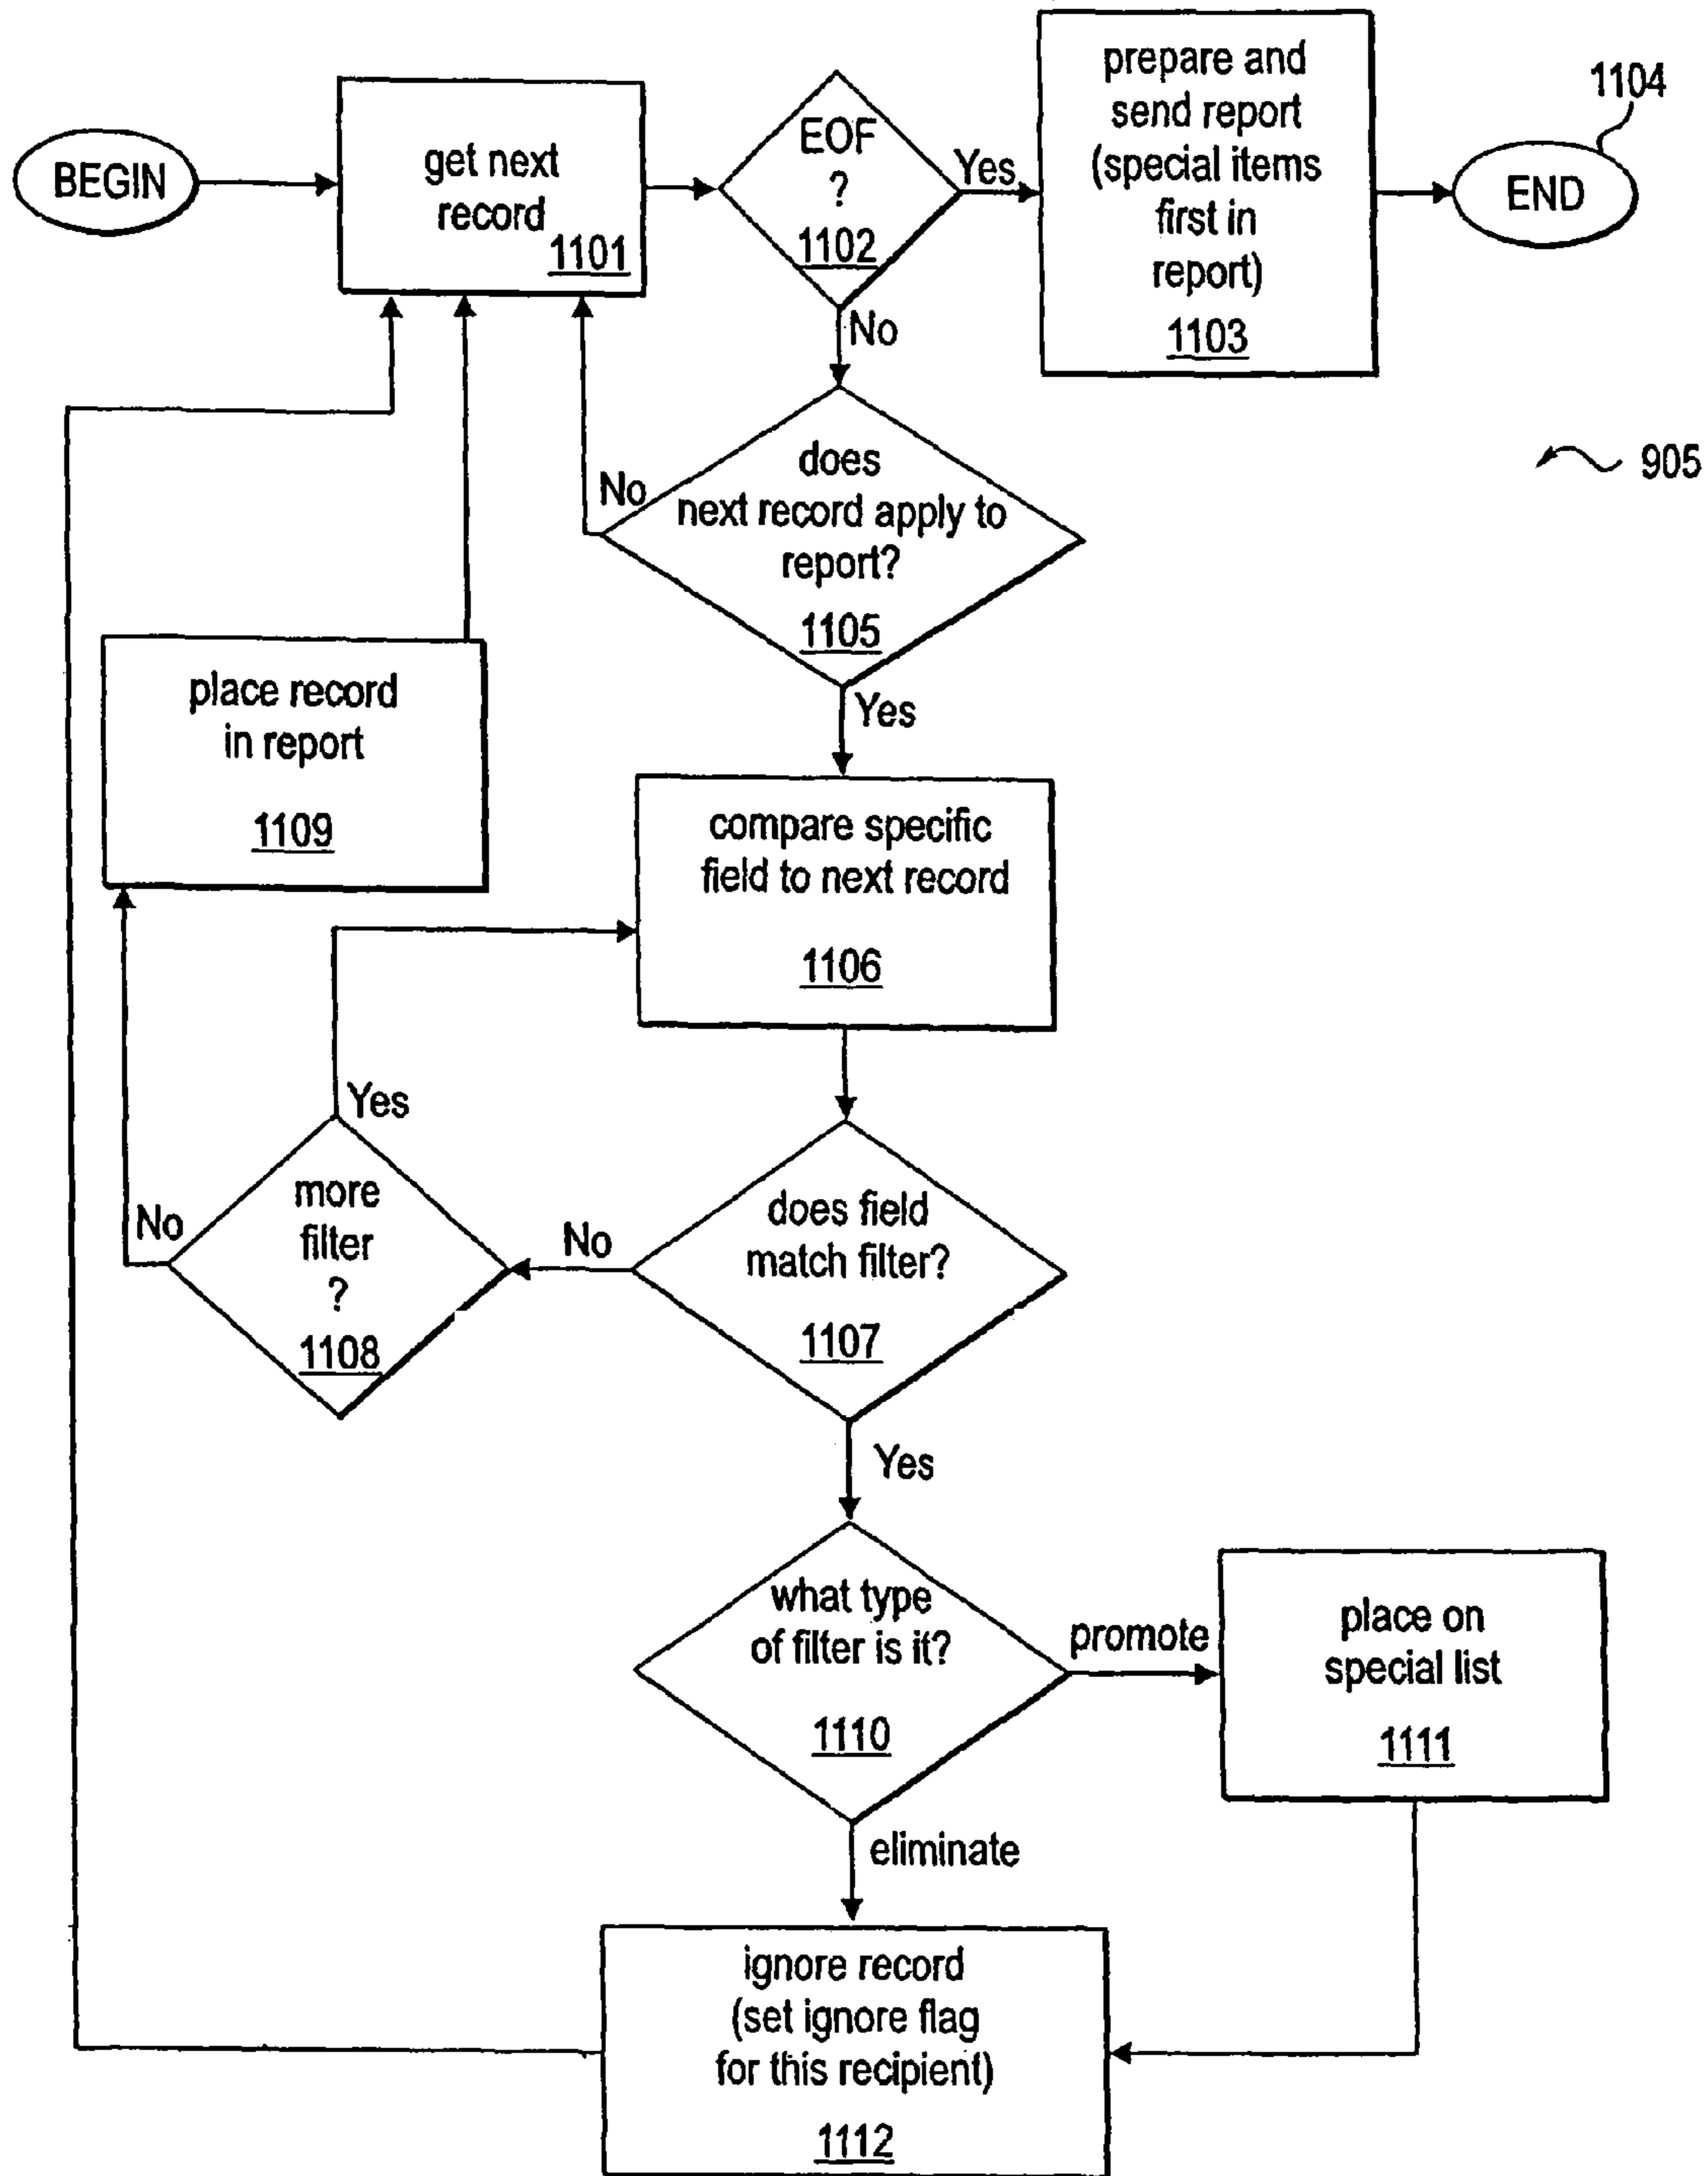 BEGIN
get next
record
1101
EOF
?
1102
Yes
No
prepare and
send report
(special items
first in
report)
1103
1104
END
905
does
next record apply to
report?
1105
No
Yes
place record
in report
1109
compare specific
field to next record
1106
Yes
more
filter
?
1108
No
No
does field
match filter?
1107
Yes
what type
of filter is it?
1110
promote
place on
special list
1111
eliminate
ignore record
(set ignore flag
for this recipient)
1112